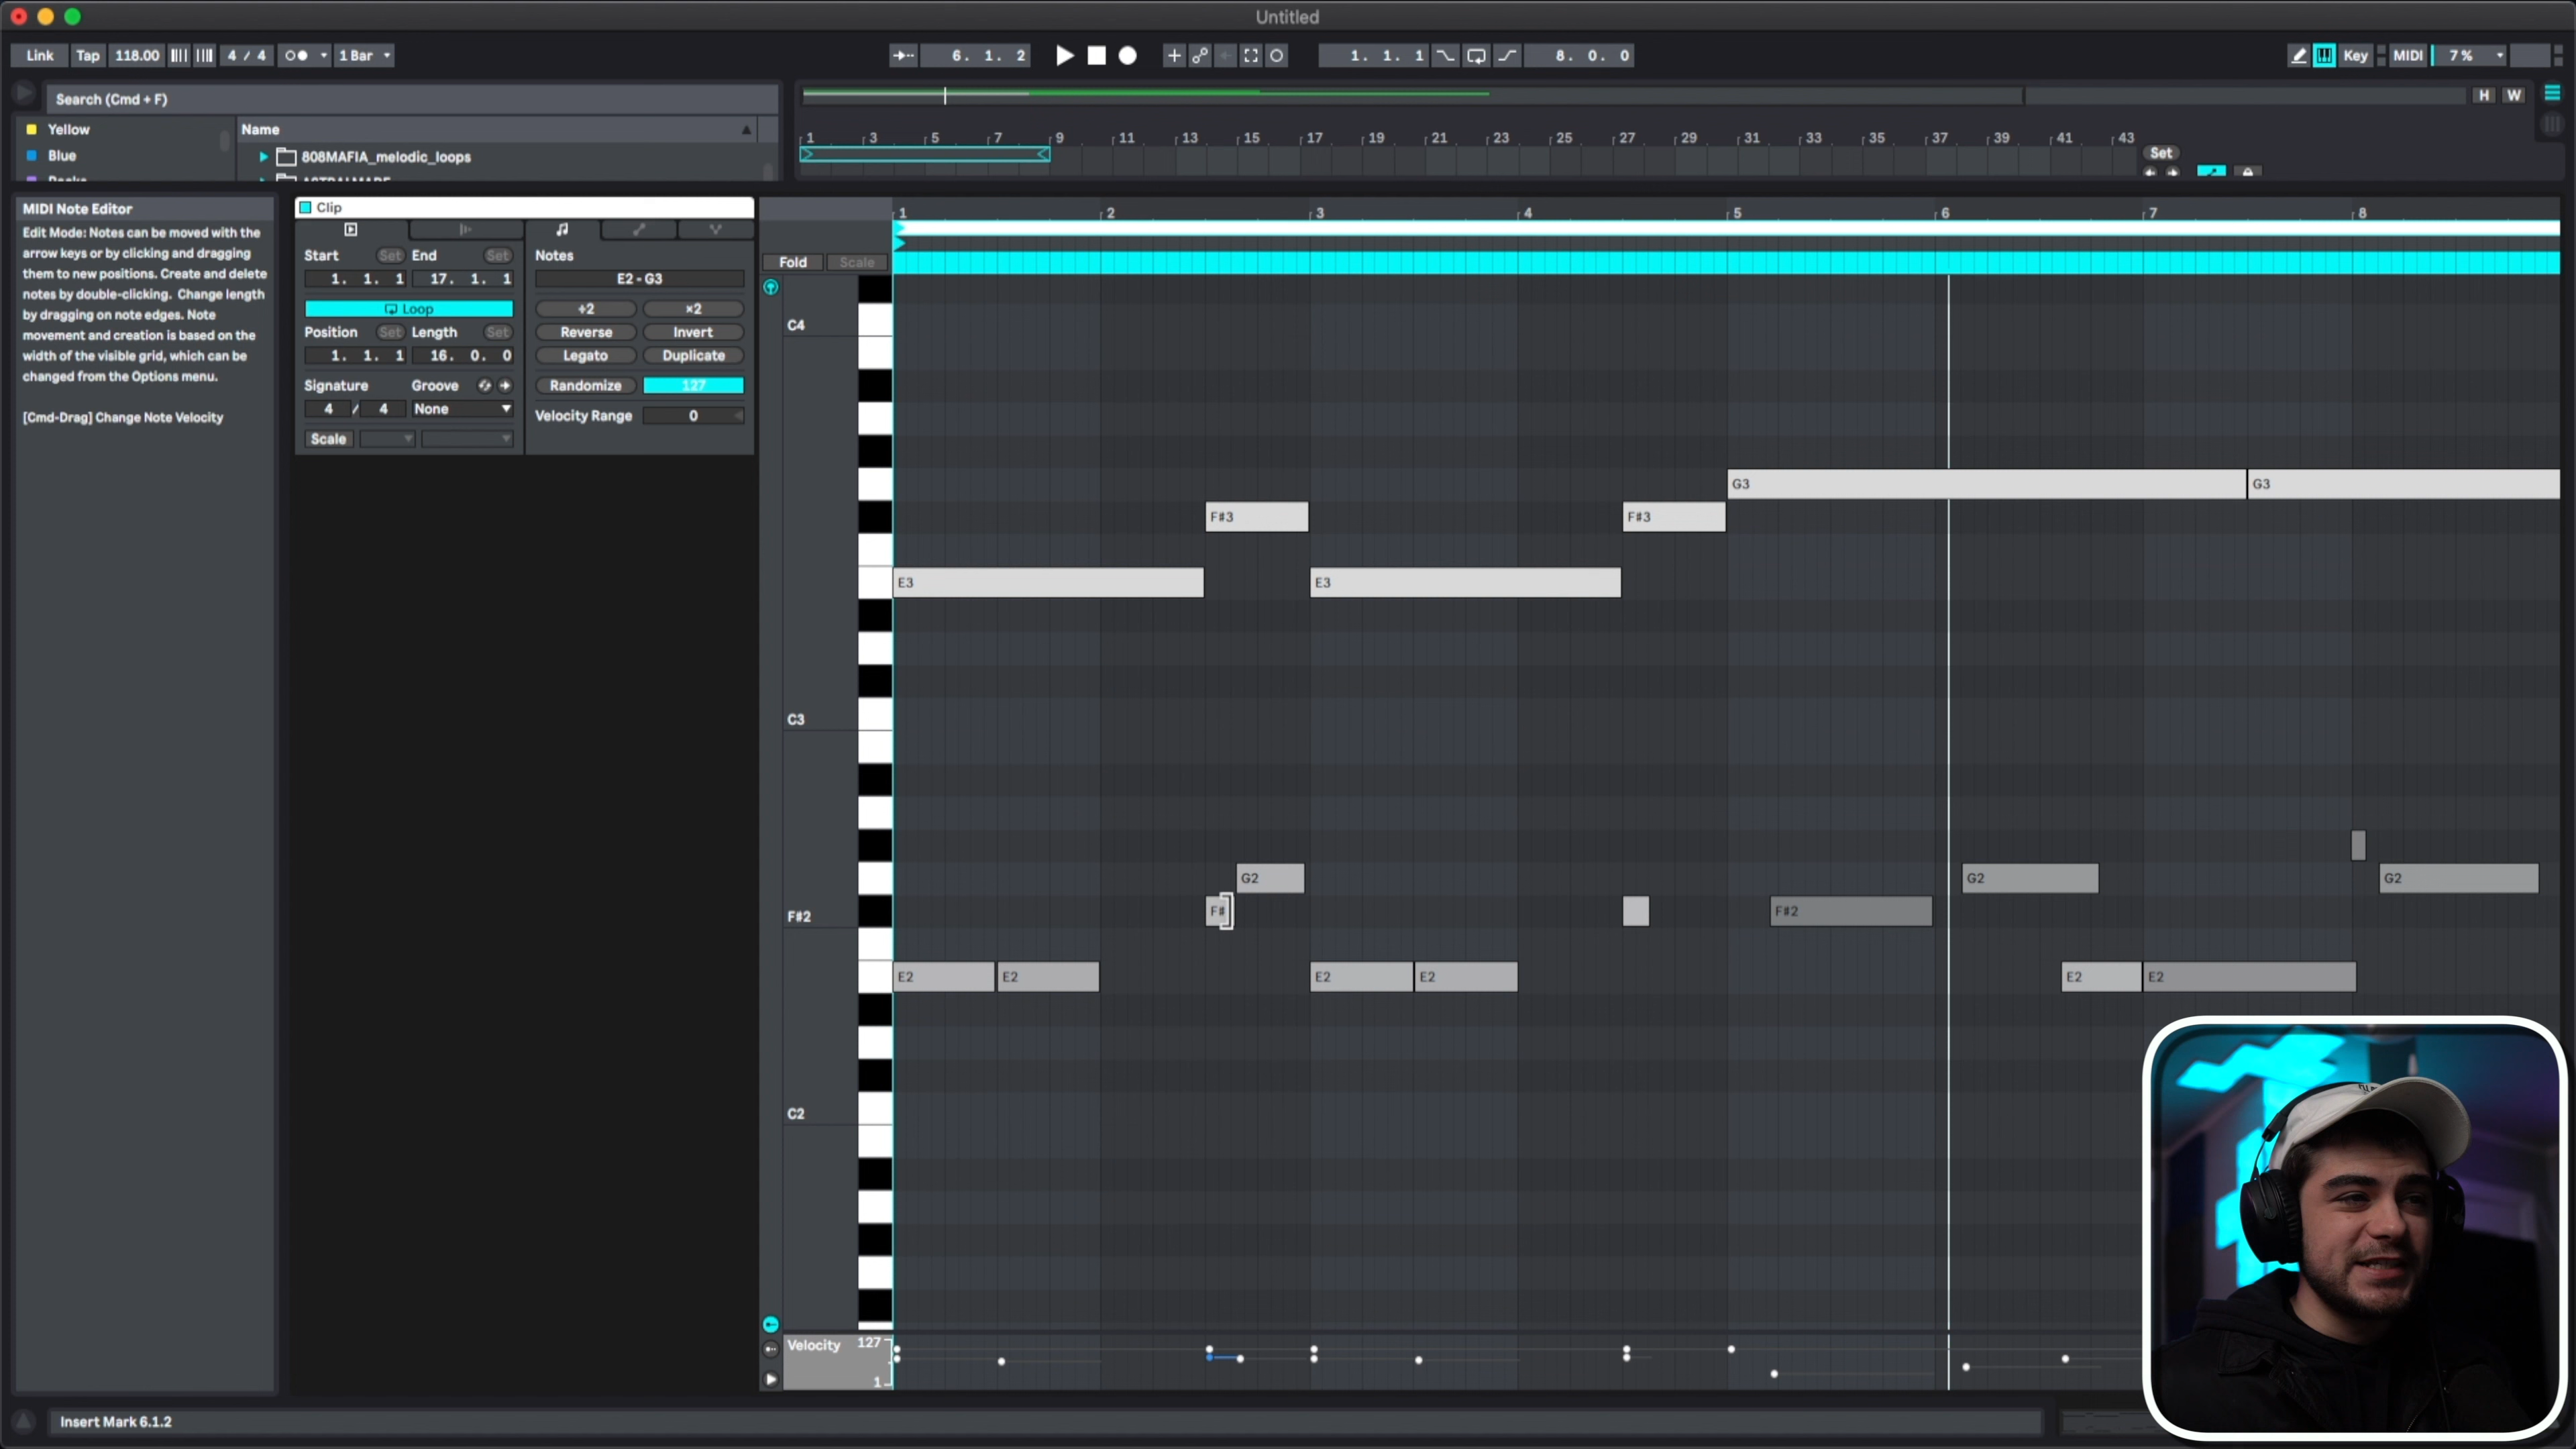 Untitled
Link Tap 118.00 4 / 4 1 Bar 6. 1. 2 1. 1. 1 8. 0. 0 Key MIDI 7 %
Search (Cmd + F)
H W
Yellow Name
Blue 808MAFIA_melodic_loops
1 3 5 7 9 11 13 15 17 19 21 23 25 27 29 31 33 35 37 39 41 43
Set
MIDI Note Editor
Edit Mode: Notes can be moved with the
arrow keys or by clicking and dragging
them to new positions. Create and delete
notes by double-clicking. Change length
by dragging on note edges. Note
movement and creation is based on the
width of the visible grid, which can be
changed from the Options menu.
[Cmd-Drag] Change Note Velocity
Clip
Start Set End Set
1. 1. 1 17. 1. 1
Loop
Position Set Length Set
1. 1. 1 16. 0. 0
Signature Groove
4 / 4 None
Scale
Notes
E2 - G3
÷2 ×2
Reverse Invert
Legato Duplicate
Randomize 127
Velocity Range 0
1 2 3 4 5 6 7 8
Fold Scale
C4
G3 G3
F#3 F#3
E3 E3
C3
G2 G2 G2
F#2 F# F#2
E2 E2 E2 E2 E2 E2
C2
Velocity 127
1
Insert Mark 6.1.2